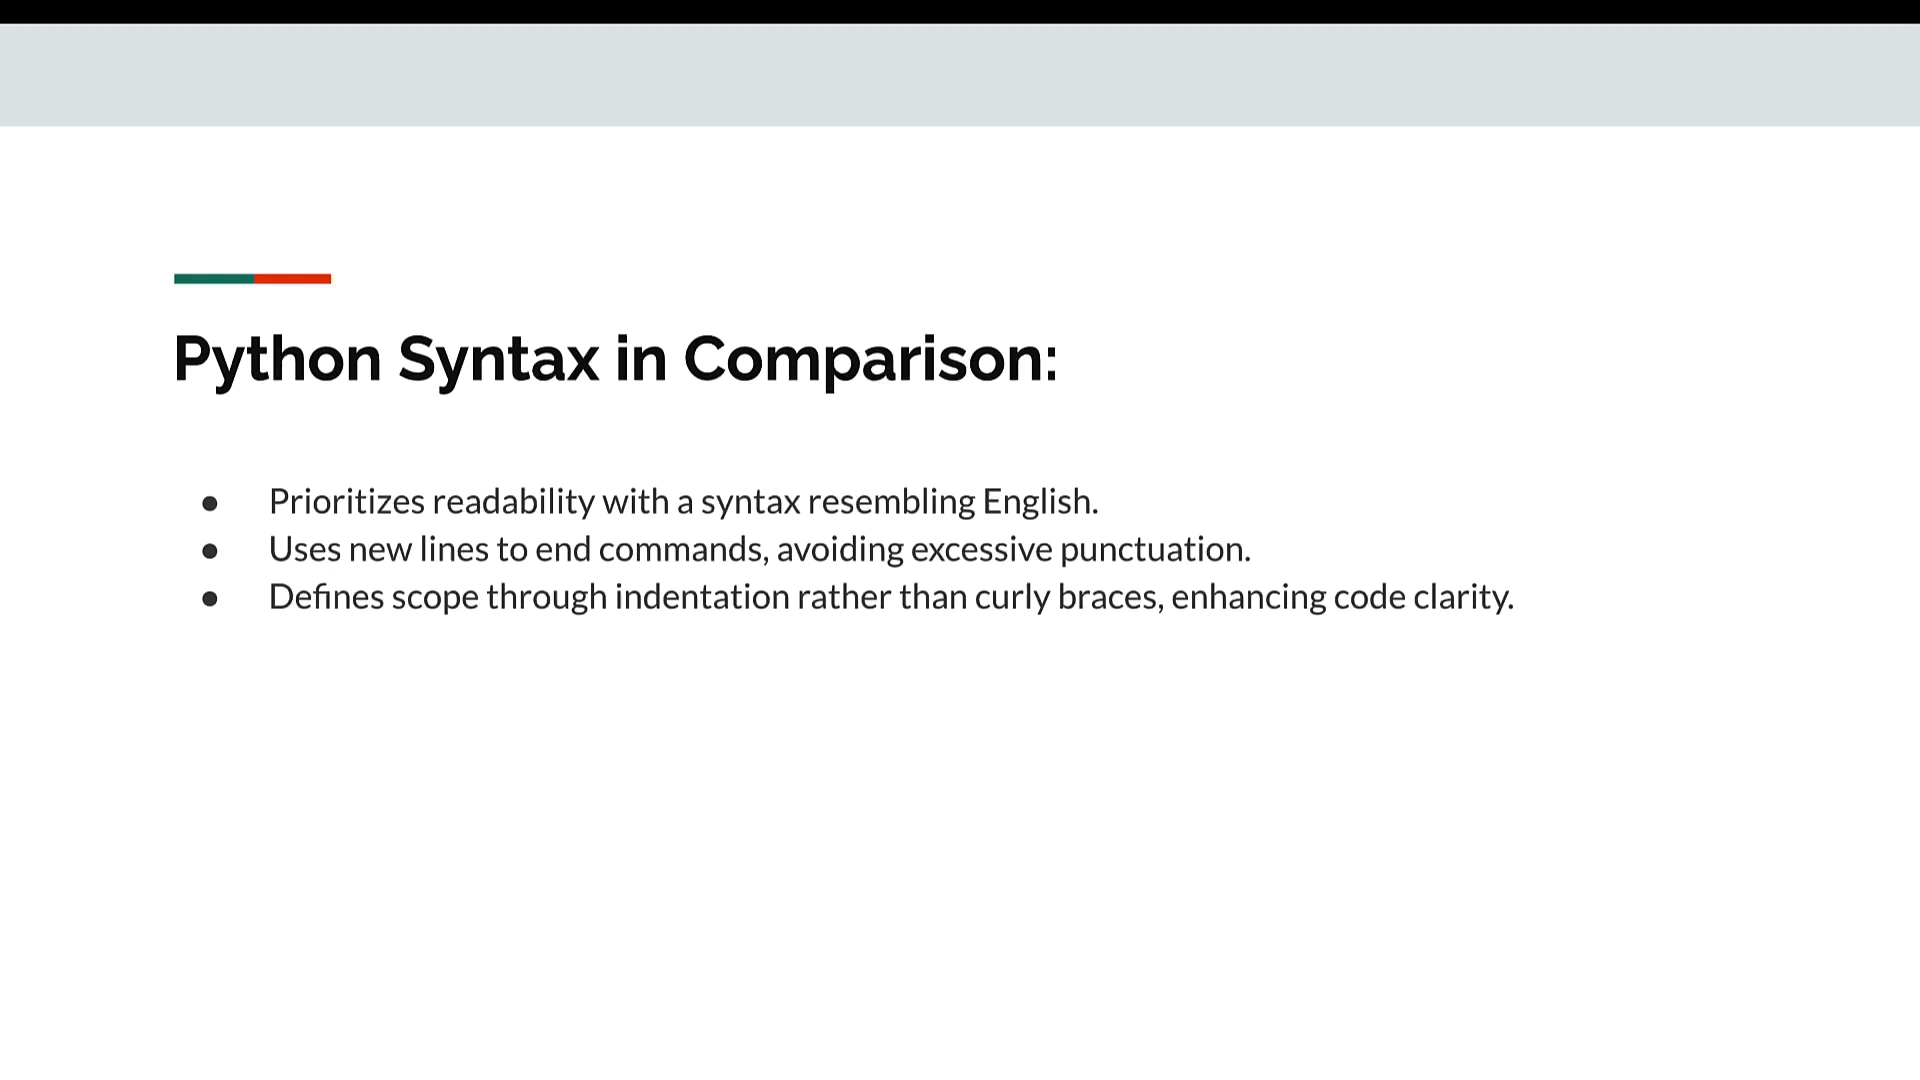 Python Syntax in Comparison:
● Prioritizes readability with a syntax resembling English.
● Uses new lines to end commands, avoiding excessive punctuation.
● Defines scope through indentation rather than curly braces, enhancing code clarity.